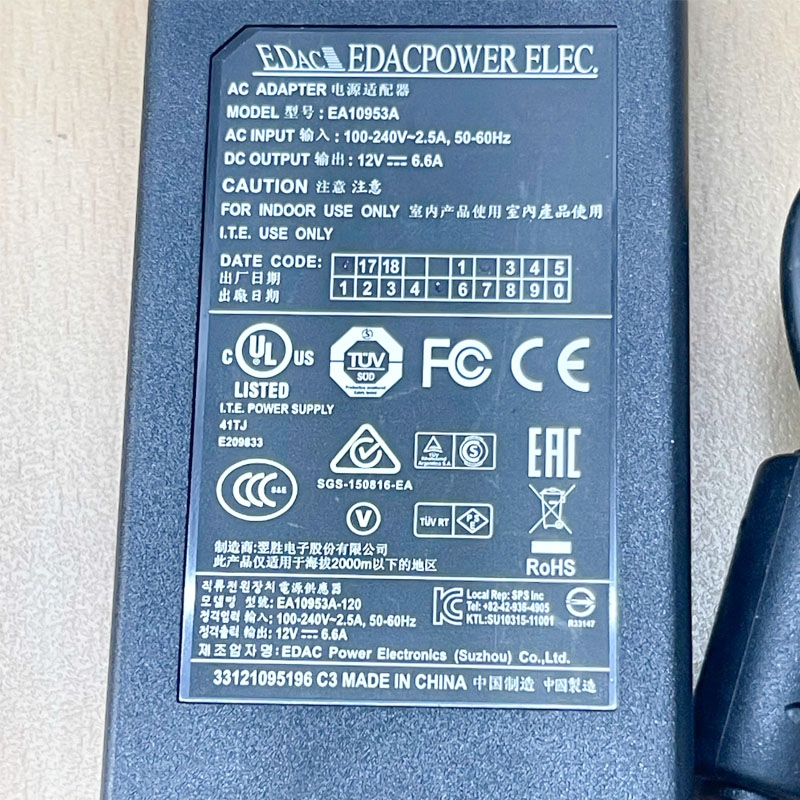 EDAC EDACPOWER ELEC.
AC ADAPTER 电源适配器
MODEL 型号: EA10953A
AC INPUT 输入: 100-240V~2.5A, 50-60Hz
DC OUTPUT 输出: 12V⎓ 6.6A
CAUTION 注意 注意
FOR INDOOR USE ONLY 室内产品使用 室內產品使用
I.T.E. USE ONLY
DATE CODE: 17 18 1 3 4 5
出厂日期
出廠日期 1 2 3 4 6 7 8 9 0
C UL US
LISTED
I.T.E. POWER SUPPLY
41TJ
E209833
TÜV
SÜD
FC CE
SGS-150816-EA
S
EAC
CCC S&E
V
TÜV RT
PSE
RoHS
制造商:翌胜电子股份有限公司
此产品仅适用于海拔2000m以下的地区
직류전원장치 電源供應器
모델명 型號: EA10953A-120
정격입력 輸入: 100-240V~2.5A, 50-60Hz
정격출력 輸出: 12V⎓ 6.6A
KC
Local Rep: SPS Inc
Tel: +82-42-936-4905
KTL:SU10315-11001
R33147
제조업자명: EDAC Power Electronics (Suzhou) Co.,Ltd.
33121095196 C3 MADE IN CHINA 中国制造 中國製造